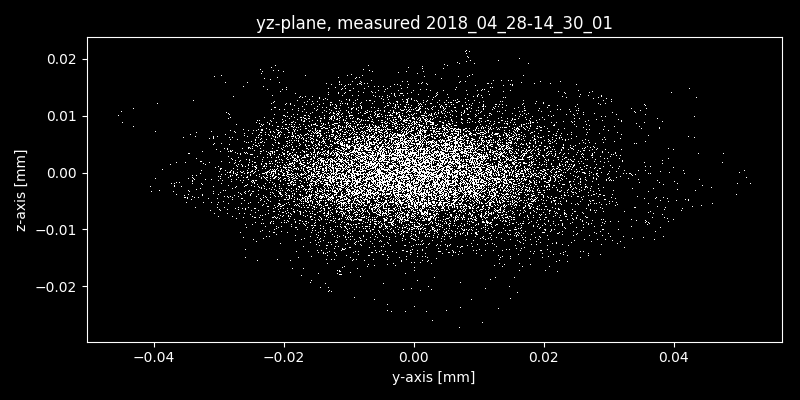 yz-plane, measured 2018_04_28-14_30_01
0.02
0.01
0.00
−0.01
−0.02
z-axis [mm]
−0.04 −0.02 0.00 0.02 0.04
y-axis [mm]